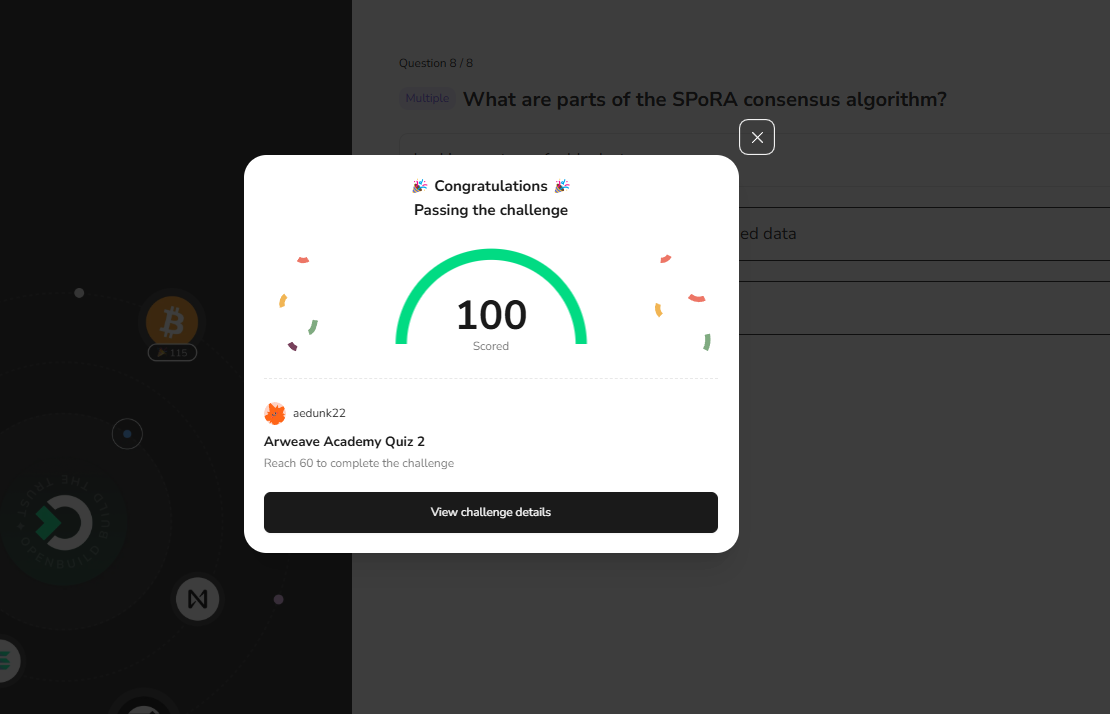 Question 8 / 8
Multiple What are parts of the SPoRA consensus algorithm?
ed data
Congratulations
Passing the challenge
100
Scored
aedunk22
Arweave Academy Quiz 2
Reach 60 to complete the challenge
View challenge details
115
BUILD THE TRUST
OPENBUILD